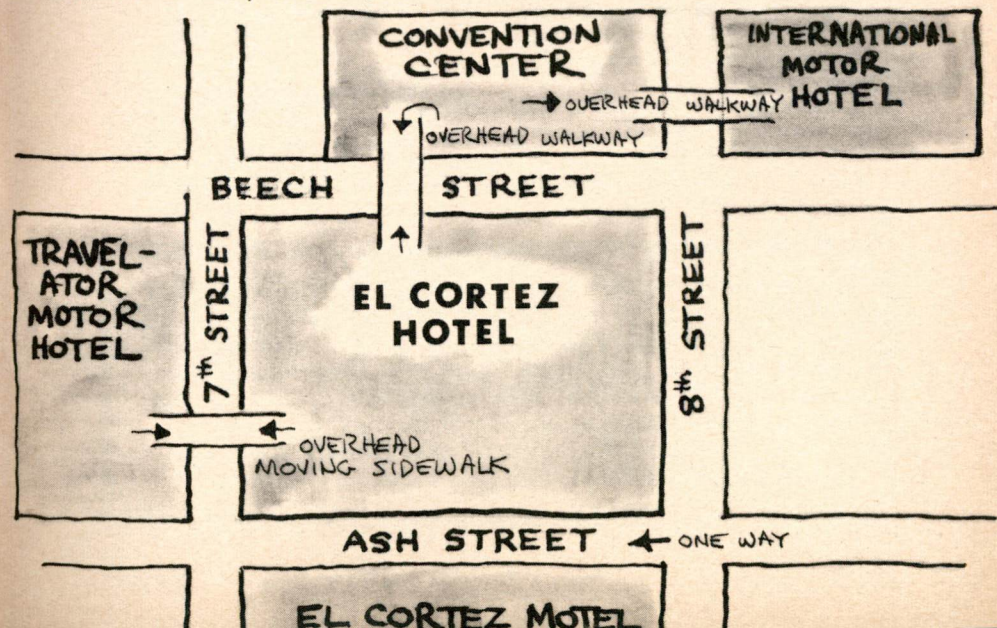 CONVENTION
CENTER
INTERNATIONAL
MOTOR
HOTEL
OVERHEAD WALKWAY
OVERHEAD WALKWAY
BEECH STREET
TRAVEL-
ATOR
MOTOR
HOTEL
7th STREET
EL CORTEZ
HOTEL
8th STREET
OVERHEAD
MOVING SIDEWALK
ASH STREET
ONE WAY
EL CORTEZ MOTEL